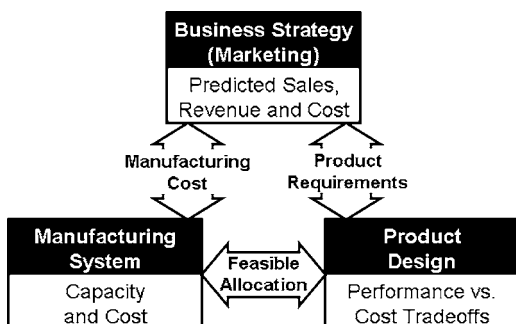 Business Strategy
(Marketing)
Predicted Sales,
Revenue and Cost
Manufacturing
Cost
Product
Requirements
Manufacturing
System
Capacity
and Cost
Feasible
Allocation
Product
Design
Performance vs.
Cost Tradeoffs